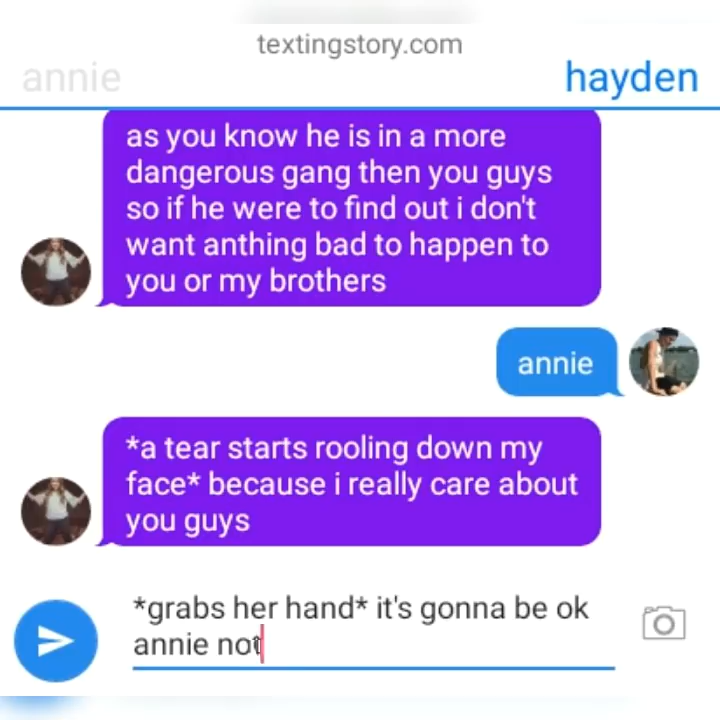 textingstory.com
annie
hayden
as you know he is in a more
dangerous gang then you guys
so if he were to find out i don't
want anthing bad to happen to
you or my brothers
annie
*a tear starts rooling down my
face* because i really care about
you guys
*grabs her hand* it's gonna be ok
annie not